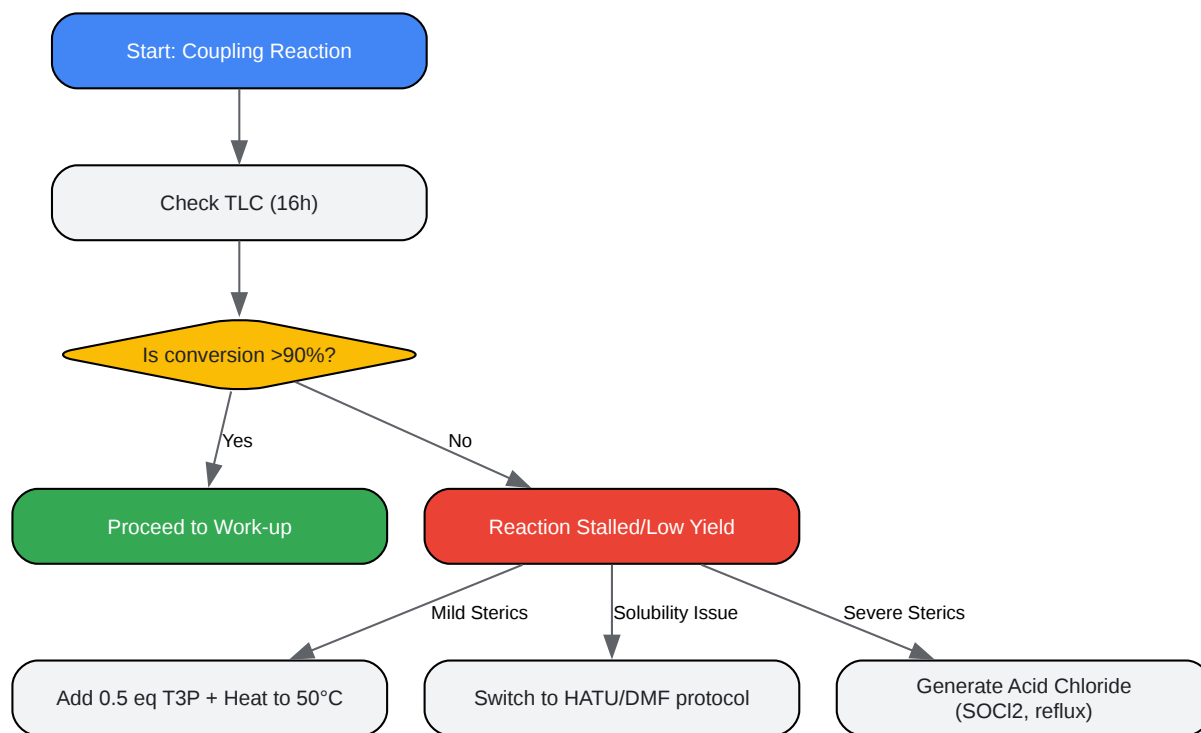 Start: Coupling Reaction
Check TLC (16h)
Is conversion >90%?
Yes
No
Proceed to Work-up
Reaction Stalled/Low Yield
Mild Sterics
Solubility Issue
Severe Sterics
Add 0.5 eq T3P + Heat to 50°C
Switch to HATU/DMF protocol
Generate Acid Chloride
(SOCl2, reflux)